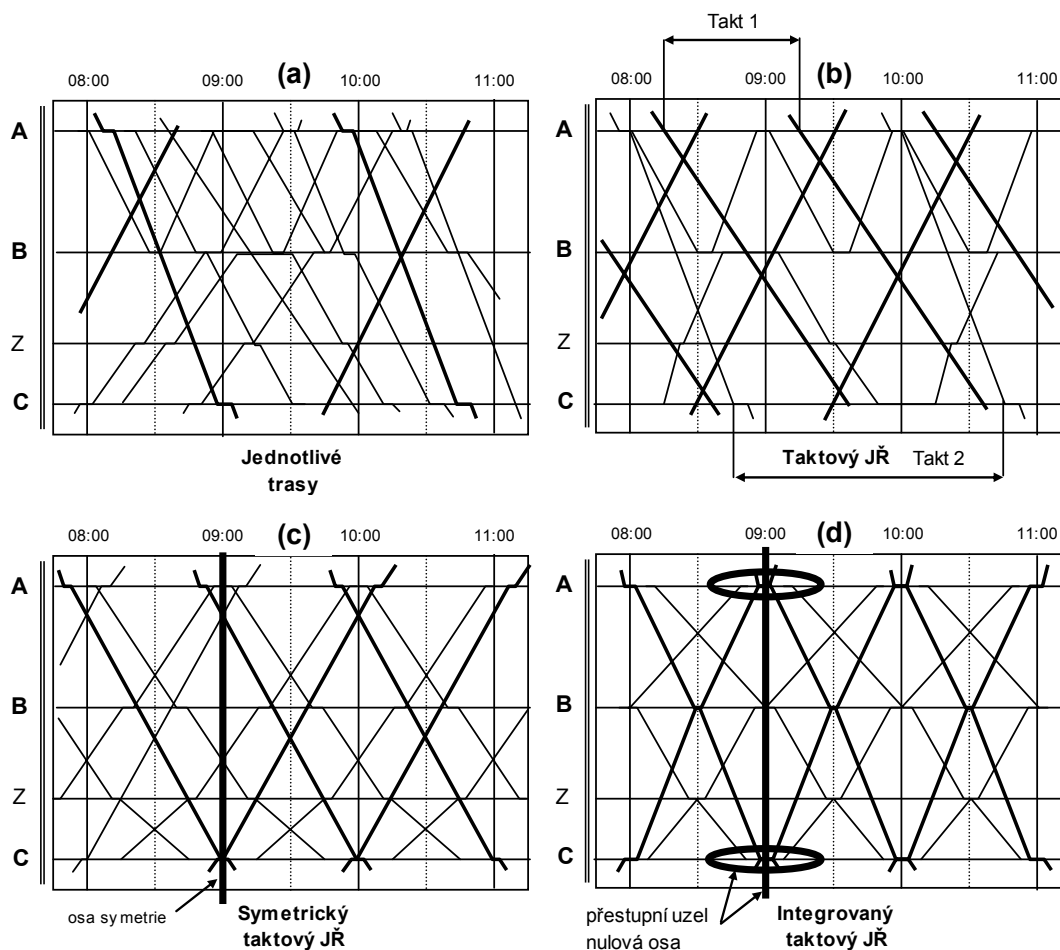 Takt 1
08:00 09:00 (a) 10:00 11:00
08:00 09:00 (b) 10:00 11:00
A
B
Z
C
A
B
Z
C
Jednotlivé
trasy
Taktový JŘ Takt 2
08:00 09:00 (c) 10:00 11:00
08:00 09:00 (d) 10:00 11:00
A
B
Z
C
A
B
Z
C
osa symetrie
Symetrický
taktový JŘ
přestupní uzel
nulová osa
Integrovaný
taktový JŘ